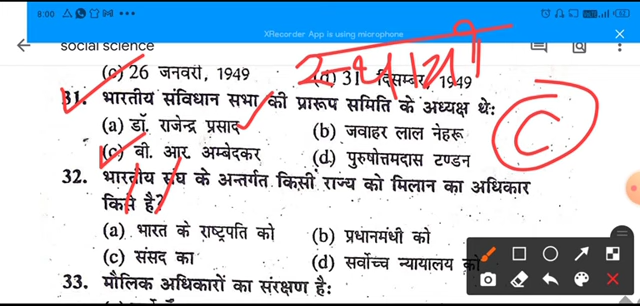 8:00
XRecorder App is using microphone
social science
(c) 26 जनवरी, 1949 (d) 31 दिसम्बर, 1949
स्थायी
31. भारतीय संविधान सभा की प्रारूप समिति के अध्यक्ष थे:
(a) डॉ. राजेन्द्र प्रसाद (b) जवाहर लाल नेहरू
(c) बी. आर. अम्बेदकर (d) पुरुषोत्तमदास टण्डन
C
32. भारतीय संघ के अन्तर्गत किसी राज्य को मिलान का अधिकार
किसे है?
(a) भारत के राष्ट्रपति को (b) प्रधानमंधी को
(c) संसद का (d) सर्वोच्च न्यायालय को
33. मौलिक अधिकारों का संरक्षण है: